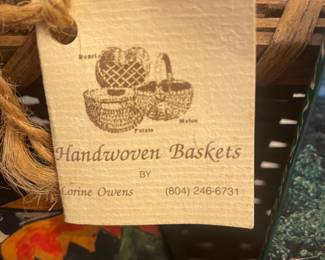 Heart
Melon
Potato
Handwoven Baskets
BY
Lorine Owens (804) 246-6731